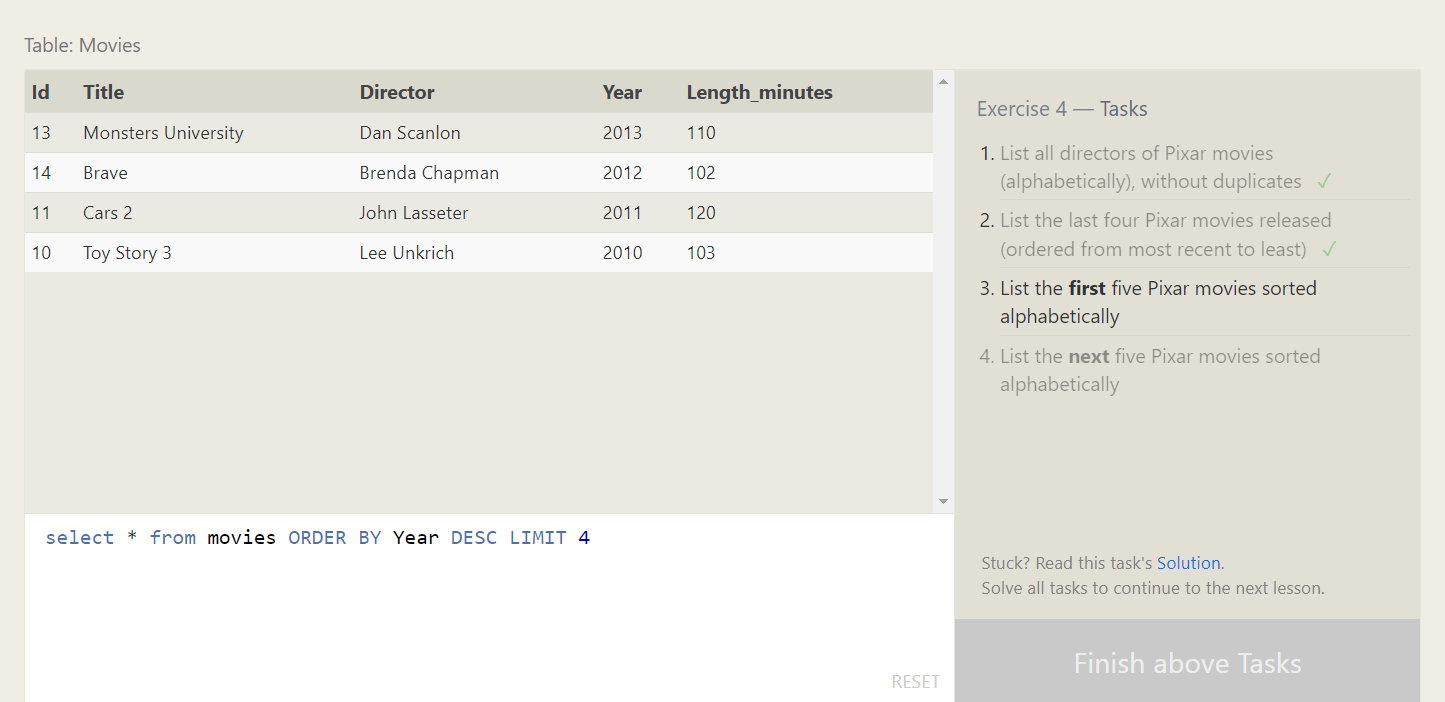 Table: Movies
Id Title Director Year Length_minutes
13 Monsters University Dan Scanlon 2013 110
14 Brave Brenda Chapman 2012 102
11 Cars 2 John Lasseter 2011 120
10 Toy Story 3 Lee Unkrich 2010 103
select * from movies ORDER BY Year DESC LIMIT 4
RESET
Exercise 4 — Tasks
1. List all directors of Pixar movies
(alphabetically), without duplicates ✓
2. List the last four Pixar movies released
(ordered from most recent to least) ✓
3. List the first five Pixar movies sorted
alphabetically
4. List the next five Pixar movies sorted
alphabetically
Stuck? Read this task's Solution.
Solve all tasks to continue to the next lesson.
Finish above Tasks